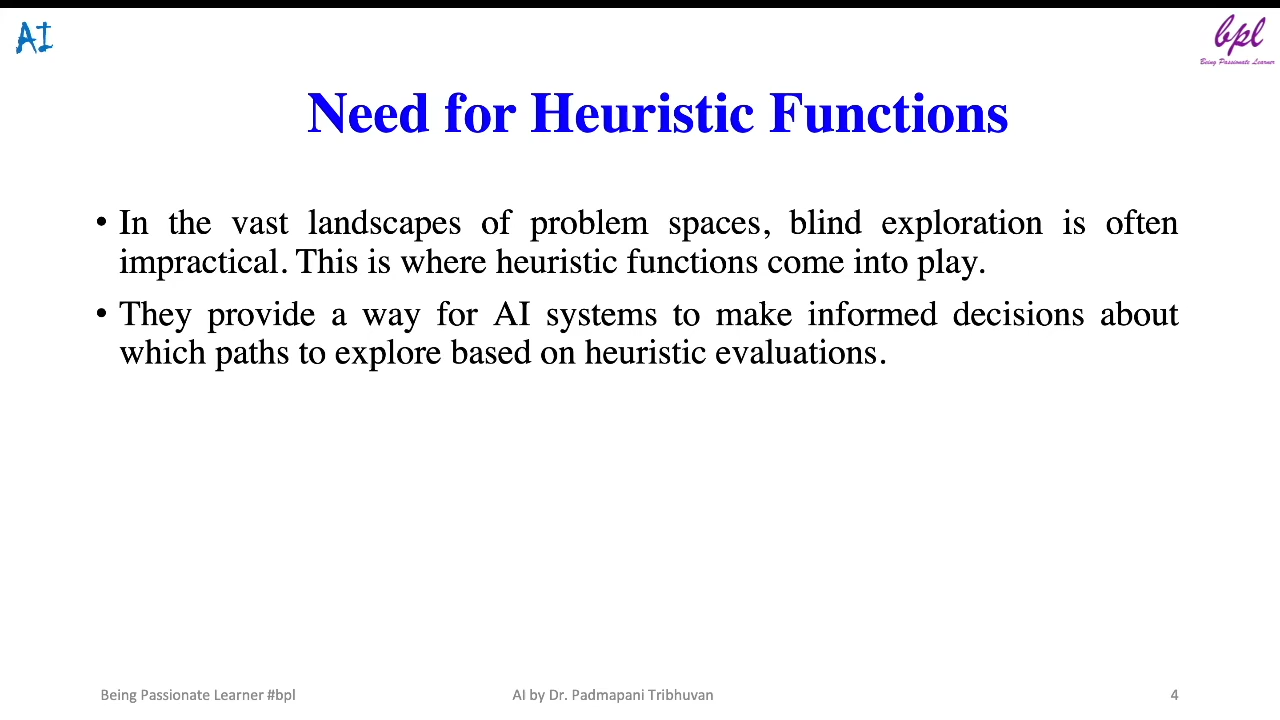 AI
bpl
Being Passionate Learner
Need for Heuristic Functions
• In the vast landscapes of problem spaces, blind exploration is often
impractical. This is where heuristic functions come into play.
• They provide a way for AI systems to make informed decisions about
which paths to explore based on heuristic evaluations.
Being Passionate Learner #bpl
AI by Dr. Padmapani Tribhuvan
4